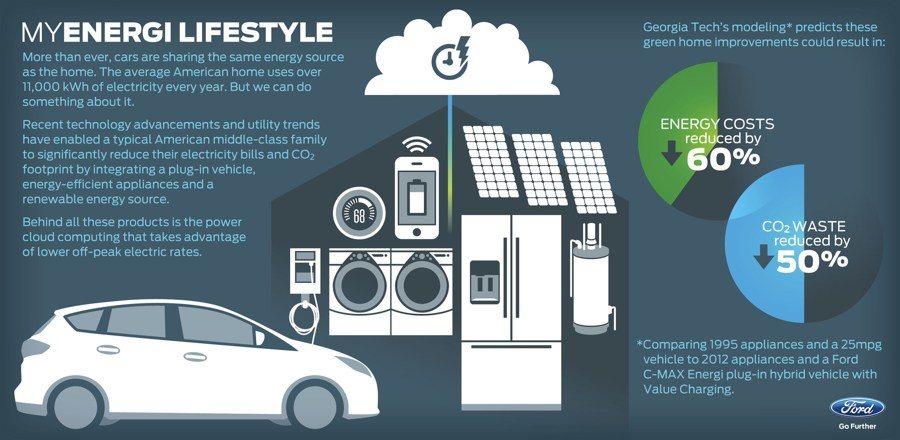 MYENERGI LIFESTYLE
More than ever, cars are sharing the same energy source
as the home. The average American home uses over
11,000 kWh of electricity every year. But we can do
something about it.
Recent technology advancements and utility trends
have enabled a typical American middle-class family
to significantly reduce their electricity bills and CO₂
footprint by integrating a plug-in vehicle,
energy-efficient appliances and a
renewable energy source.
Behind all these products is the power
cloud computing that takes advantage
of lower off-peak electric rates.
68
Georgia Tech's modeling* predicts these
green home improvements could result in:
ENERGY COSTS
reduced by
60%
CO₂ WASTE
reduced by
50%
*Comparing 1995 appliances and a 25mpg
vehicle to 2012 appliances and a Ford
C-MAX Energi plug-in hybrid vehicle with
Value Charging.
Ford
Go Further